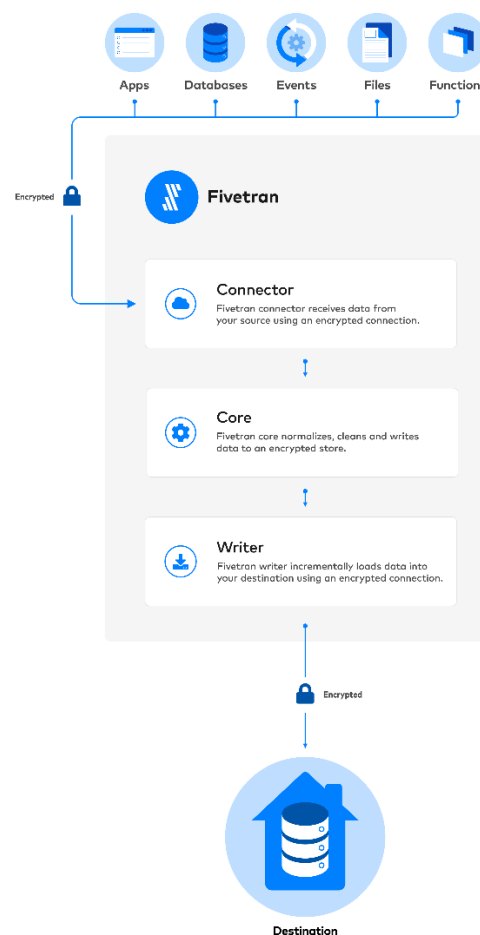 Apps
Databases
Events
Files
Function
Encrypted
Fivetran
Connector
Fivetran connector receives data from
your source using an encrypted connection.
Core
Fivetran core normalizes, cleans and writes
data to an encrypted store.
Writer
Fivetran writer incrementally loads data into
your destination using an encrypted connection.
Encrypted
Destination